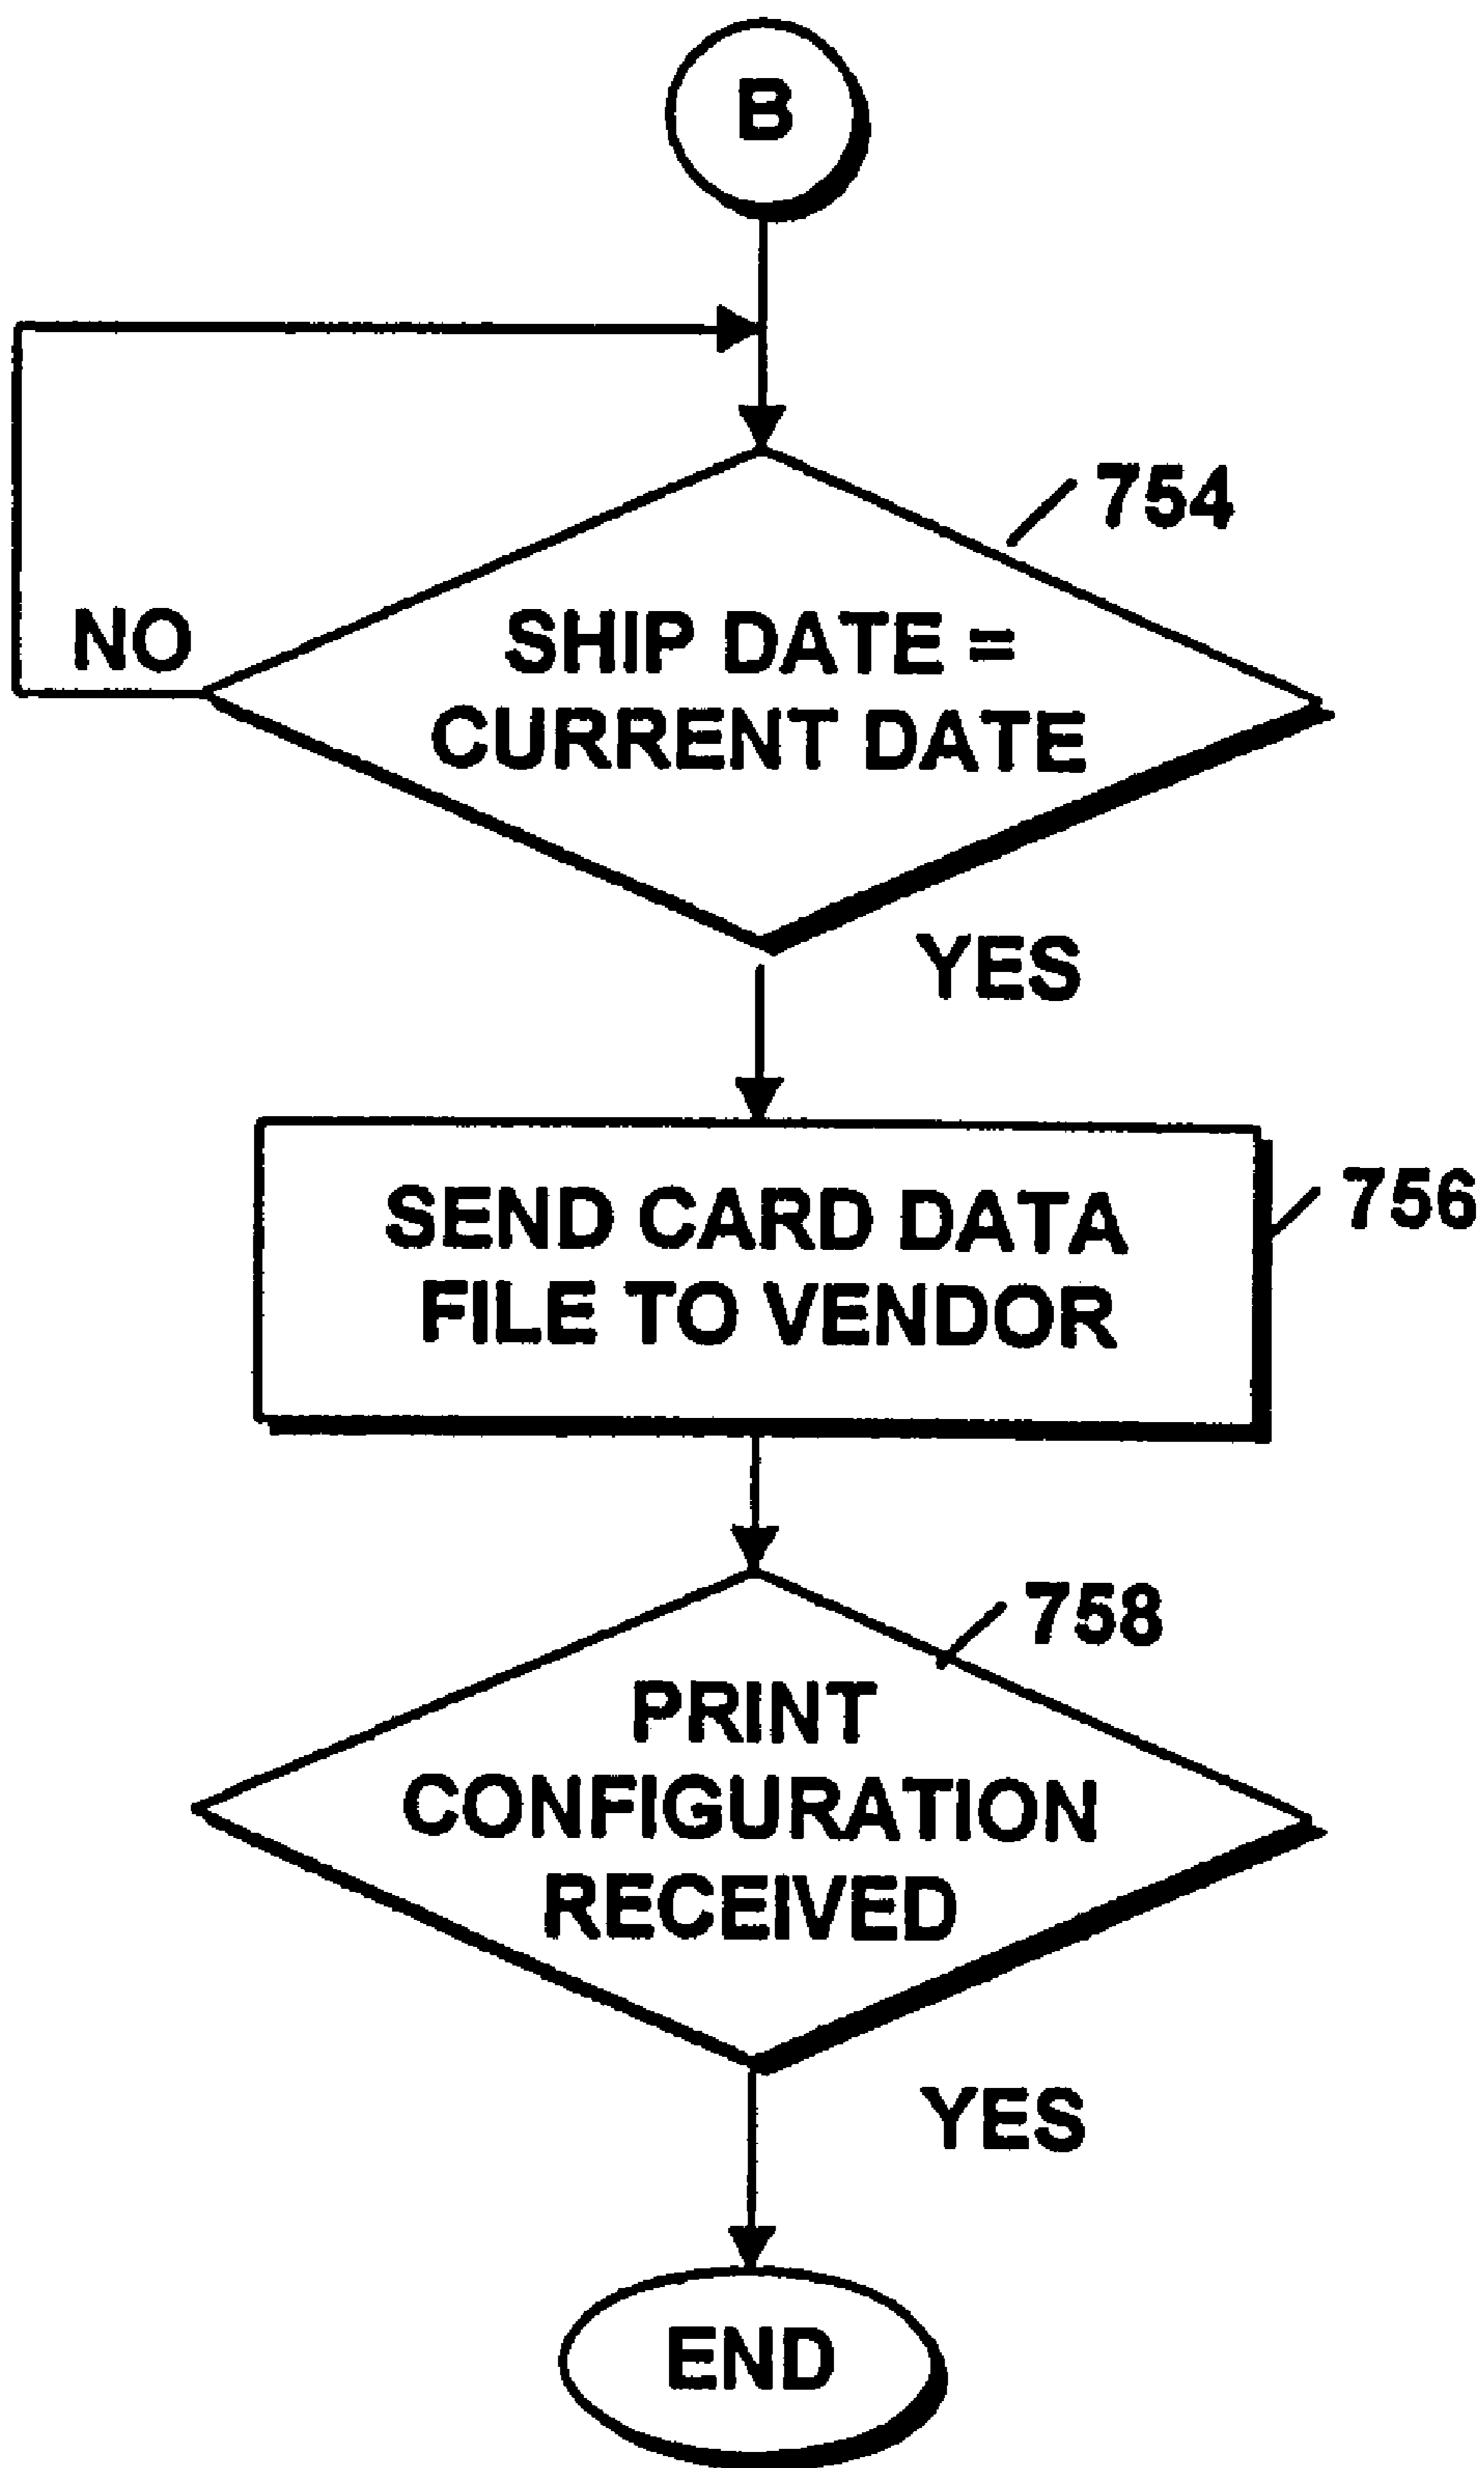 B
754
SHIP DATE =
NO
CURRENT DATE
YES
SEND CARD DATA
756
FILE TO VENDOR
758
PRINT
CONFIGURATION
RECEIVED
YES
END